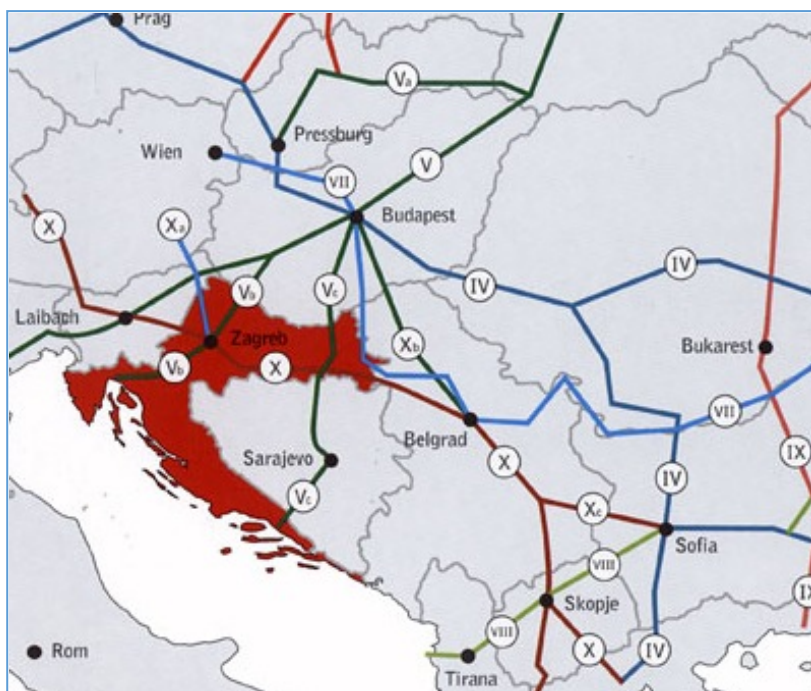 Prag
Va
Pressburg
Wien
V
VII
Xa
Budapest
X
IV
IV
Vb
Vc
Laibach
Zagreb
Xb
Bukarest
X
Vb
VII
Belgrad
Sarajevo
X
IX
IV
Vc
Xc
Sofia
VIII
IX
Skopje
VIII
Rom
X
IV
Tirana